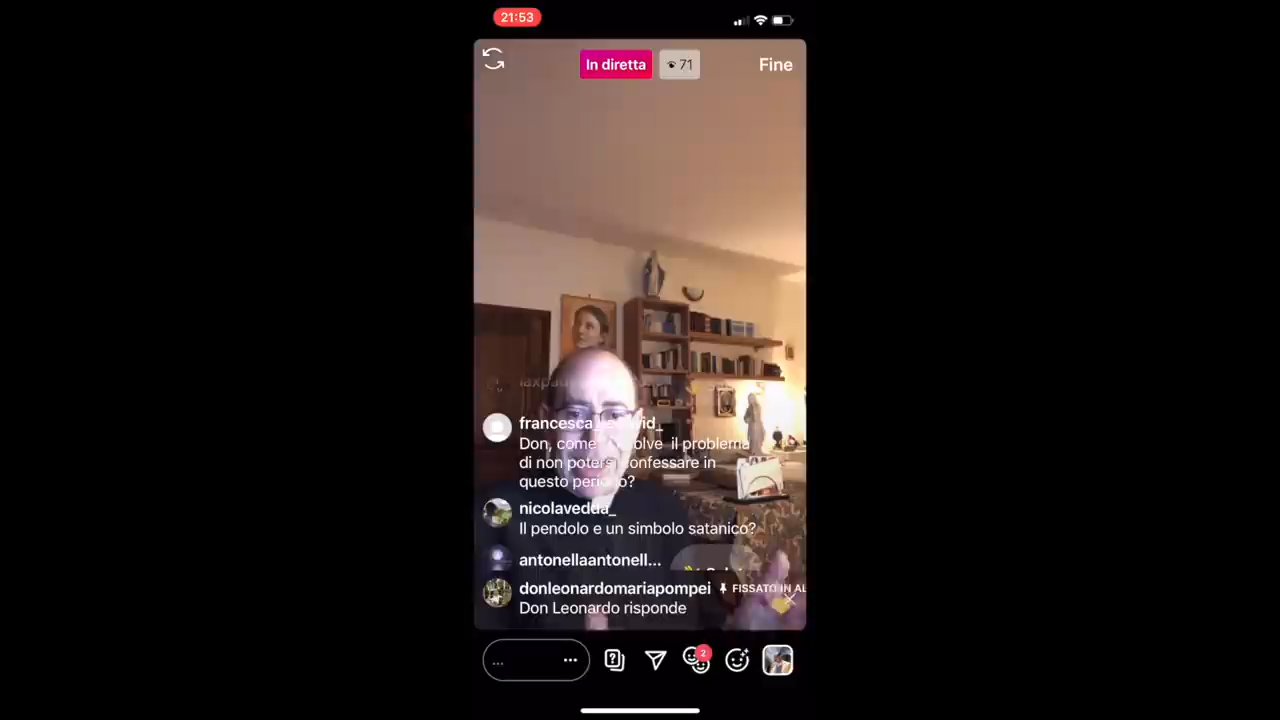 21:53
In diretta
71
Fine
Don, come il problema
di non potersi confessare in
questo periodo?
nicolavedda_
Il pendolo e un simbolo satanico?
antonellaantonell...
donleonardomariapompei FISSATO IN AL
Don Leonardo risponde
...
2